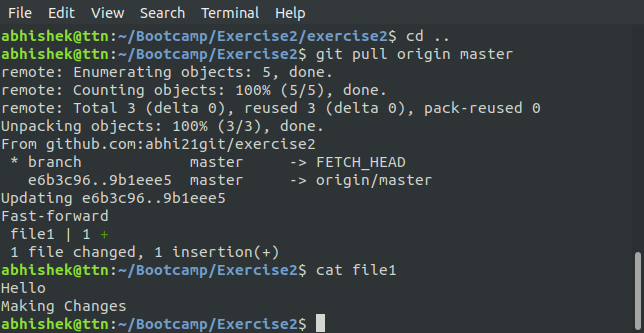 File Edit View Search Terminal Help
abhishek@ttn:~/Bootcamp/Exercise2/exercise2$ cd ..
abhishek@ttn:~/Bootcamp/Exercise2$ git pull origin master
remote: Enumerating objects: 5, done.
remote: Counting objects: 100% (5/5), done.
remote: Total 3 (delta 0), reused 3 (delta 0), pack-reused 0
Unpacking objects: 100% (3/3), done.
From github.com:abhi21git/exercise2
 * branch            master     -> FETCH_HEAD
   e6b3c96..9b1eee5  master     -> origin/master
Updating e6b3c96..9b1eee5
Fast-forward
 file1 | 1 +
 1 file changed, 1 insertion(+)
abhishek@ttn:~/Bootcamp/Exercise2$ cat file1
Hello
Making Changes
abhishek@ttn:~/Bootcamp/Exercise2$